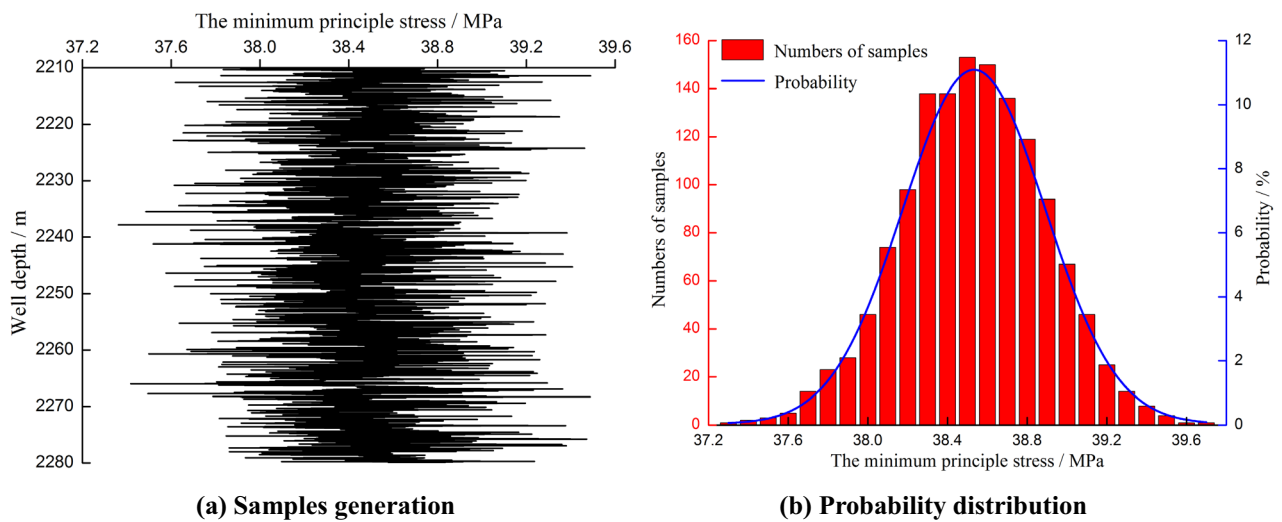 The minimum principle stress / MPa
37.2 37.6 38.0 38.4 38.8 39.2 39.6
Well depth / m
2210
2220
2230
2240
2250
2260
2270
2280
(a) Samples generation
Numbers of samples
Probability
Numbers of samples
160
140
120
100
80
60
40
20
0
12
10
8
6
4
2
0
Probability / %
37.2 37.6 38.0 38.4 38.8 39.2 39.6
The minimum principle stress / MPa
(b) Probability distribution